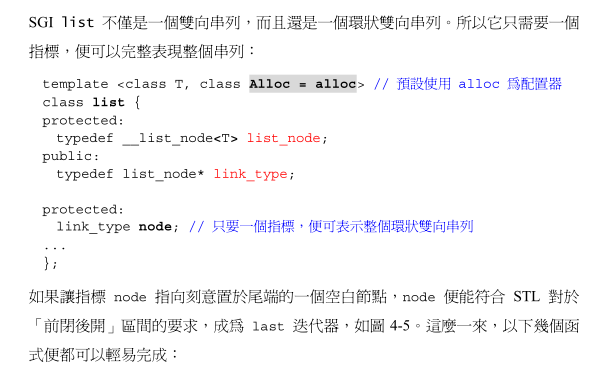 SGI list 不僅是一個雙向串列，而且還是一個環狀雙向串列。所以它只需要一個
指標，便可以完整表現整個串列：
template <class T, class Alloc = alloc> // 預設使用 alloc 為配置器
class list {
protected:
typedef __list_node<T> list_node;
public:
typedef list_node* link_type;
protected:
link_type node; // 只要一個指標，便可表示整個環狀雙向串列
...
};
如果讓指標 node 指向刻意置於尾端的一個空白節點，node 便能符合 STL 對於
「前閉後開」區間的要求，成為 last 迭代器，如圖 4-5。這麼一來，以下幾個函
式便都可以輕易完成：